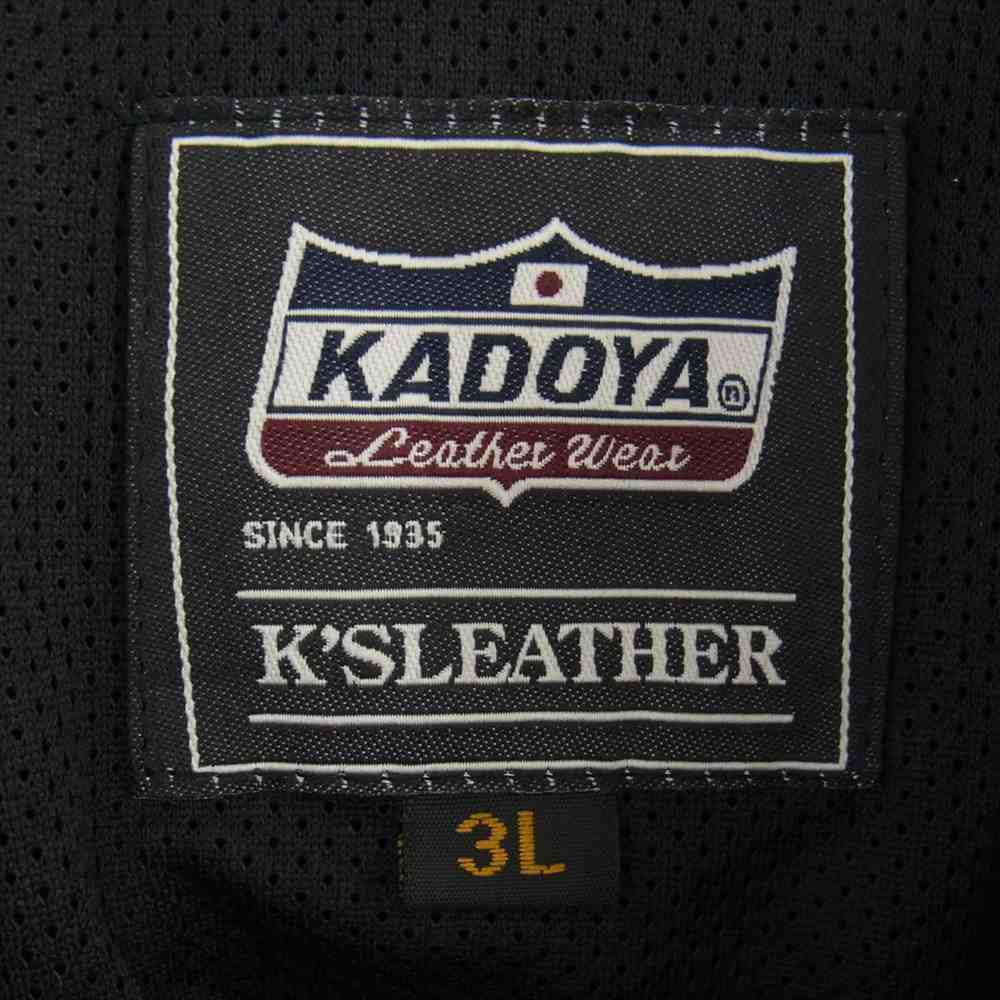 KADOYA
Leather Wear
SINCE 1935
K'SLEATHER
3L